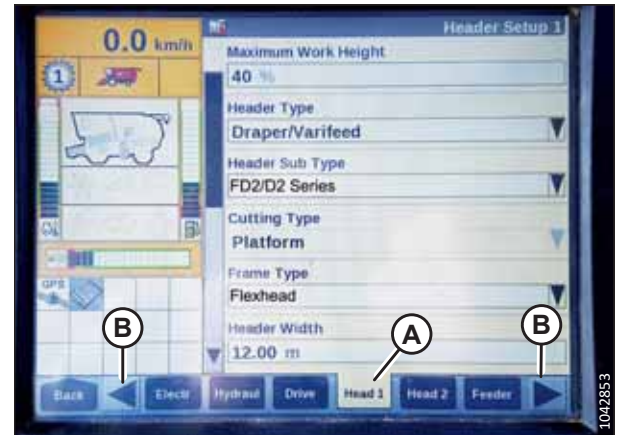 0.0 km/h
Header Setup 1
Maximum Work Height
40 %
1
Header Type
Draper/Varifeed
Header Sub Type
FD2/D2 Series
Cutting Type
Platform
Frame Type
GPS
Flexhead
Header Width
12.00 m
B
A
B
Back
Electr
Hydraul
Drive
Head 1
Head 2
Feeder
1042853